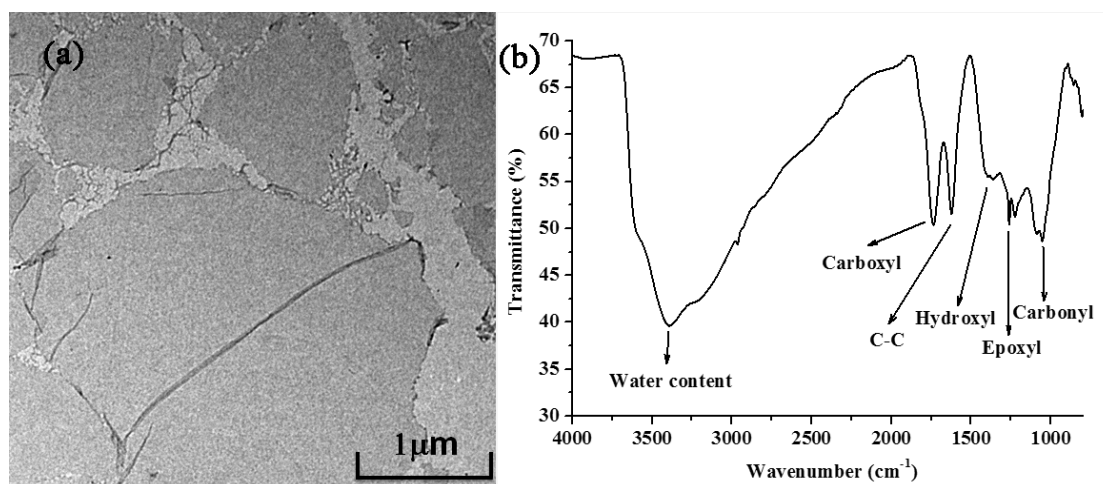 (a)
1μm
(b)
Transmittance (%)
70
65
60
55
50
45
40
35
30
Carboxyl
C-C
Hydroxyl
Epoxyl
Carbonyl
Water content
4000 3500 3000 2500 2000 1500 1000
Wavenumber (cm⁻¹)